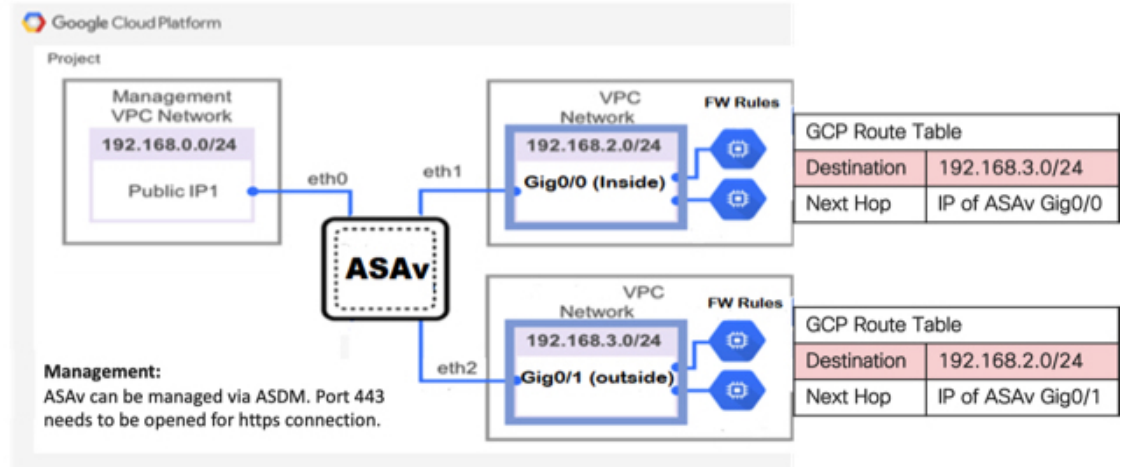 Google Cloud Platform
Project
Management
VPC Network
192.168.0.0/24
Public IP1
eth0
ASAv
eth1
VPC
Network
FW Rules
192.168.2.0/24
Gig0/0 (Inside)
GCP Route Table
Destination 192.168.3.0/24
Next Hop IP of ASAv Gig0/0
eth2
VPC
Network
FW Rules
192.168.3.0/24
Gig0/1 (outside)
GCP Route Table
Destination 192.168.2.0/24
Next Hop IP of ASAv Gig0/1
Management:
ASAv can be managed via ASDM. Port 443
needs to be opened for https connection.